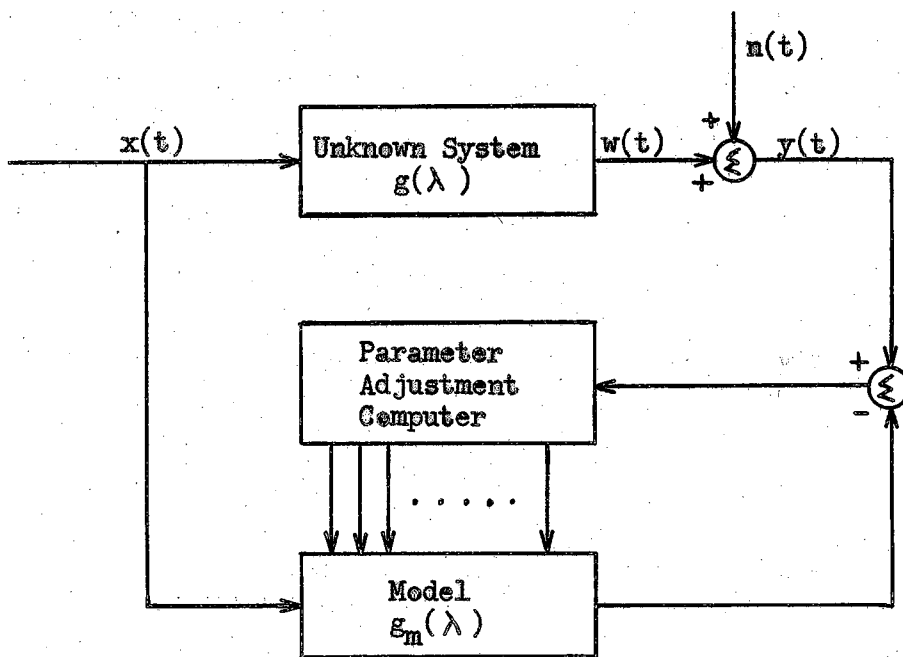 n(t)
x(t)
Unknown System
g(λ)
w(t)
+
+
Σ
y(t)
Parameter
Adjustment
Computer
+
Σ
-
. . . . .
Model
g_m(λ)